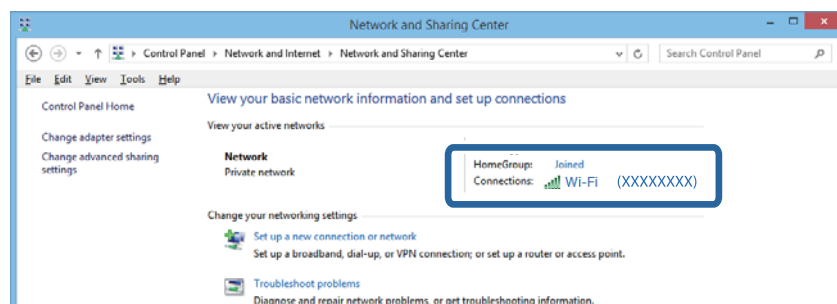 Network and Sharing Center
Control Panel Network and Internet Network and Sharing Center Search Control Panel
File Edit View Tools Help
Control Panel Home
Change adapter settings
Change advanced sharing
settings
View your basic network information and set up connections
View your active networks
Network
Private network
HomeGroup: Joined
Connections: Wi-Fi (XXXXXXXX)
Change your networking settings
Set up a new connection or network
Set up a broadband, dial-up, or VPN connection; or set up a router or access point.
Troubleshoot problems
Diagnose and repair network problems, or get troubleshooting information.